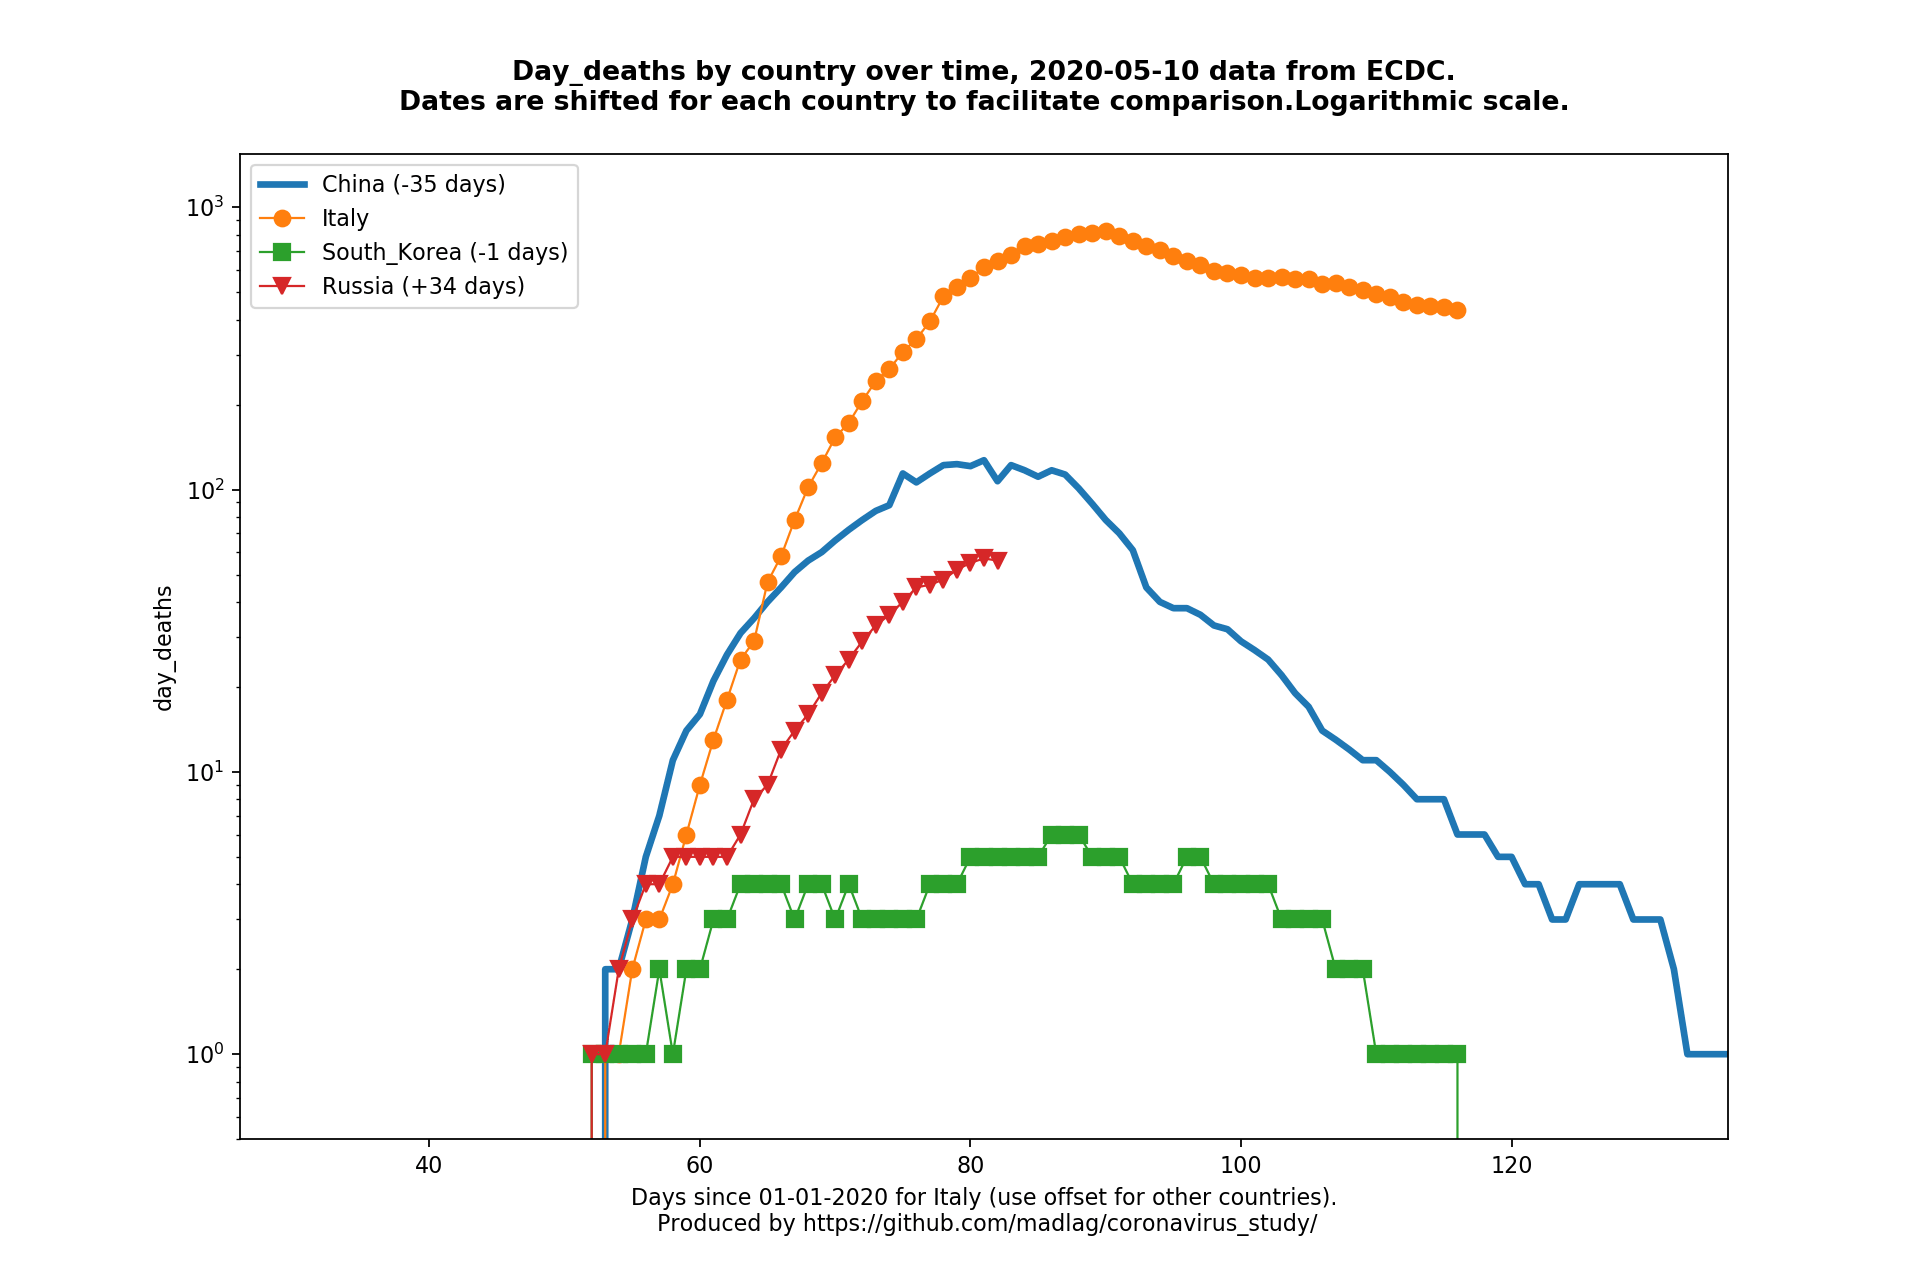 Day_deaths by country over time, 2020-05-10 data from ECDC.
Dates are shifted for each country to facilitate comparison.Logarithmic scale.
China (-35 days)
Italy
South_Korea (-1 days)
Russia (+34 days)
10³
10²
10¹
10⁰
day_deaths
40 60 80 100 120
Days since 01-01-2020 for Italy (use offset for other countries).
Produced by https://github.com/madlag/coronavirus_study/